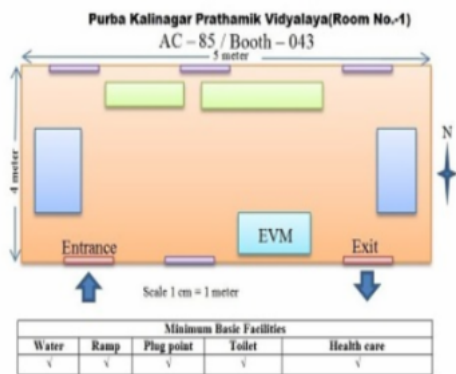 Purba Kalinagar Prathamik Vidyalaya(Room No.-1)
AC – 85 / Booth – 043
5 meter
4 meter
N
EVM
Entrance
Exit
Scale 1 cm = 1 meter
Minimum Basic Facilities
Water Ramp Plug point Toilet Health care
√ √ √ √ √